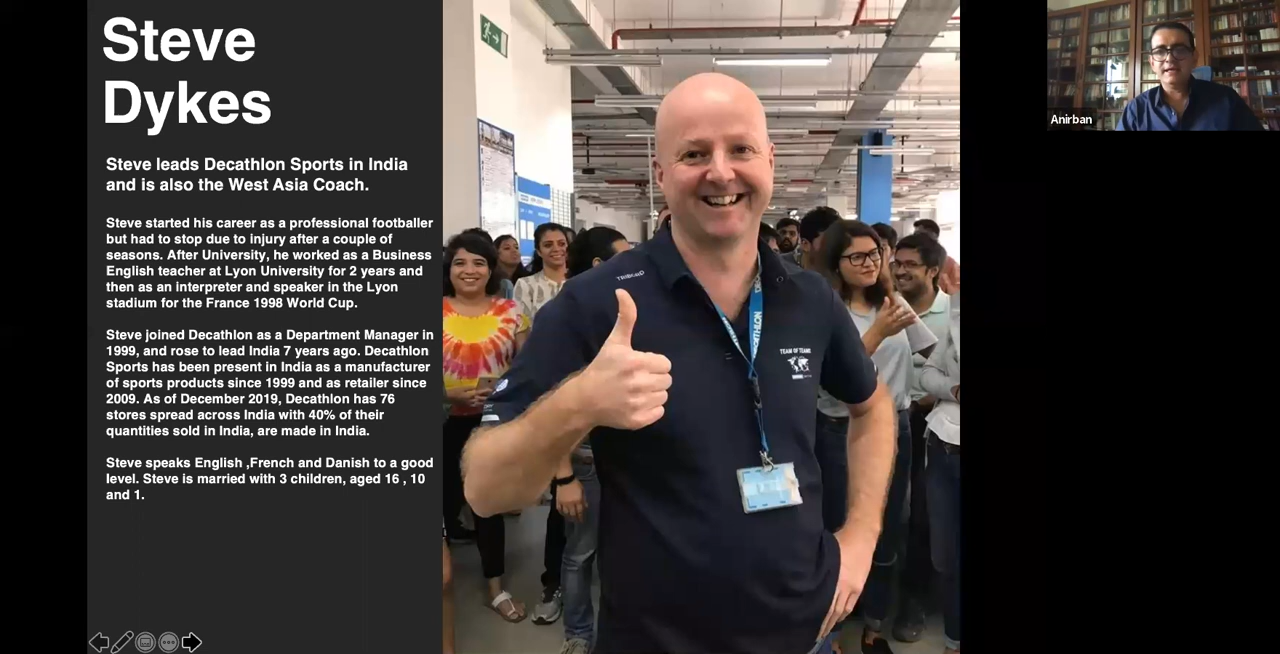 Steve
Dykes
Steve leads Decathlon Sports in India
and is also the West Asia Coach.
Steve started his career as a professional footballer
but had to stop due to injury after a couple of
seasons. After University, he worked as a Business
English teacher at Lyon University for 2 years and
then as an interpreter and speaker in the Lyon
stadium for the France 1998 World Cup.
Steve joined Decathlon as a Department Manager in
1999, and rose to lead India 7 years ago. Decathlon
Sports has been present in India as a manufacturer
of sports products since 1999 and as retailer since
2009. As of December 2019, Decathlon has 76
stores spread across India with 40% of their
quantities sold in India, are made in India.
Steve speaks English ,French and Danish to a good
level. Steve is married with 3 children, aged 16 , 10
and 1.
TRIBORD
TEAM OF TEAMS
Anirban